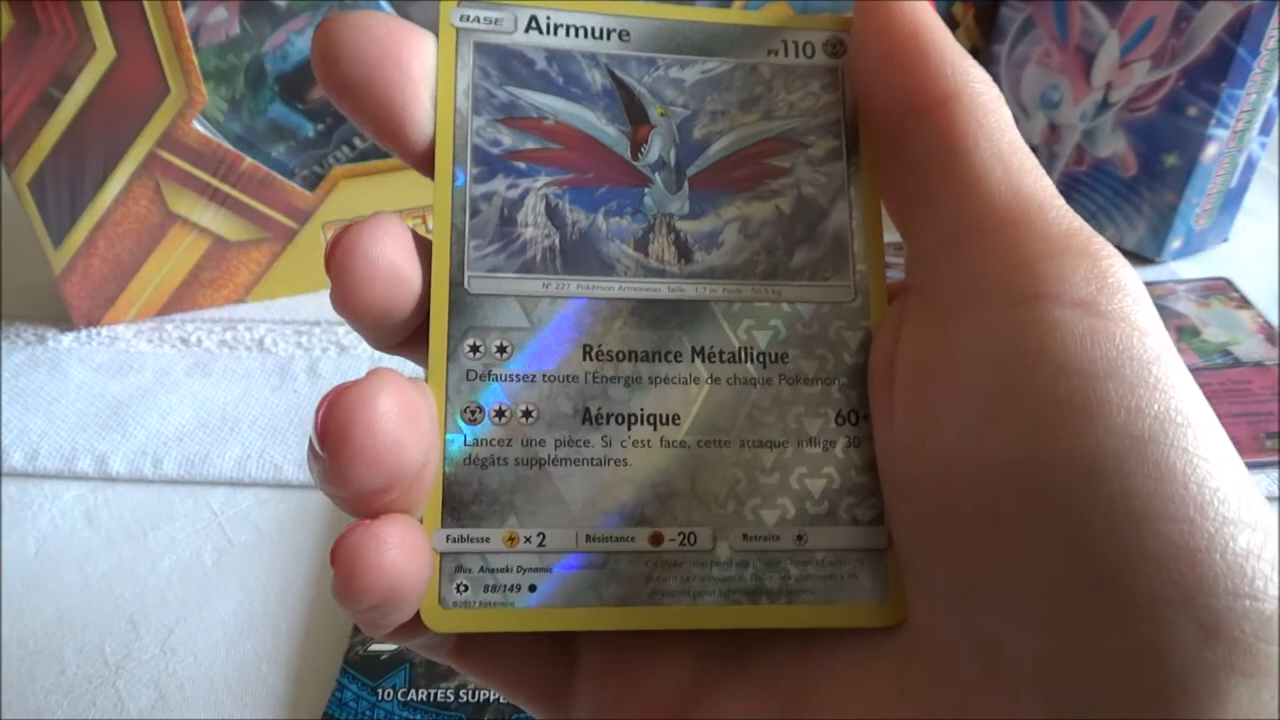 BASE Airmure PV110
N° 227 Pokémon Armoiseau Taille : 1,7 m Poids : 50,5 kg
Résonance Métallique
Défaussez toute l'Énergie spéciale de chaque Pokémon.
Aéropique 60+
Lancez une pièce. Si c'est face, cette attaque inflige 30
dégâts supplémentaires.
Faiblesse ×2 Résistance -20 Retraite
Illus. Anesaki Dynamic
88/149
©2017 Pokémon
10 CARTES SUPPL